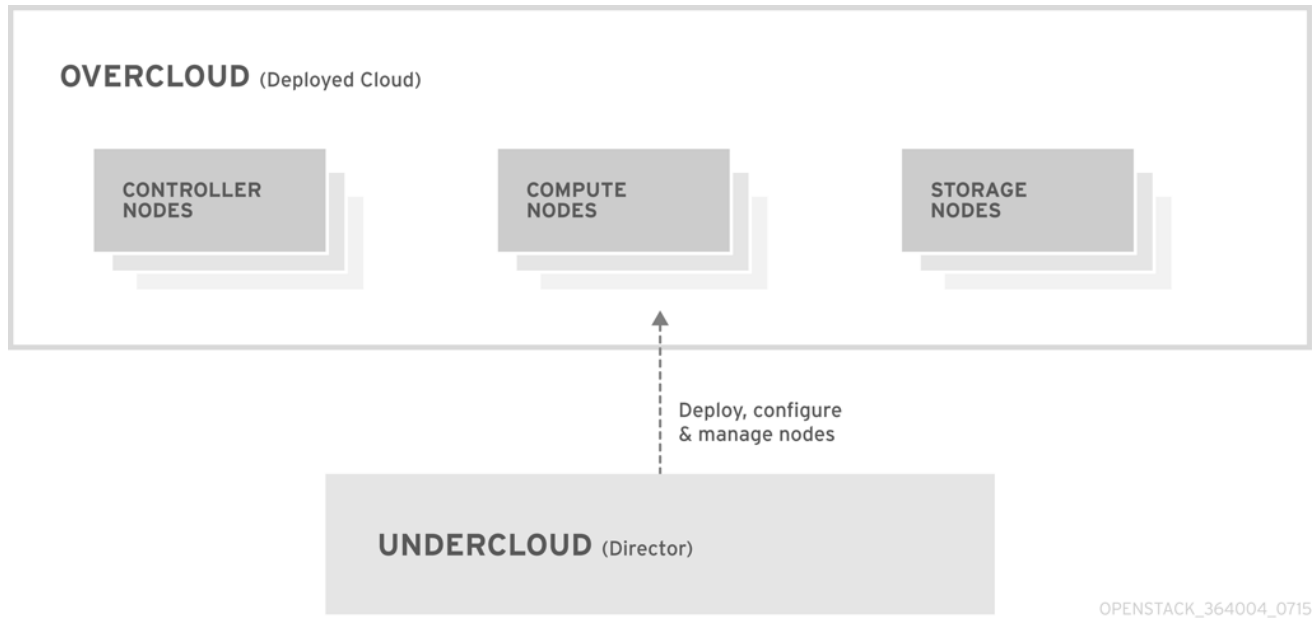 OVERCLOUD (Deployed Cloud)
CONTROLLER
NODES
COMPUTE
NODES
STORAGE
NODES
Deploy, configure
& manage nodes
UNDERCLOUD (Director)
OPENSTACK_364004_0715